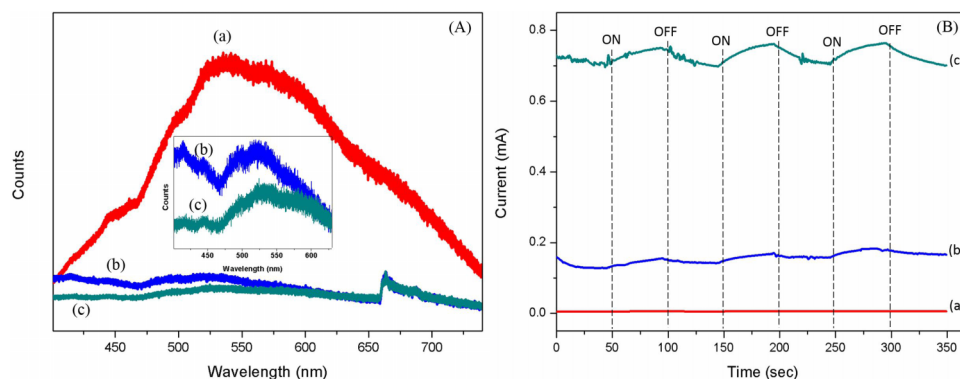 (A)
(a)
(b)
(c)
Counts
400 450 500 550 600 650 700
Wavelength (nm)
(b)
(c)
Counts
450 500 550 600
Wavelength (nm)
(B)
ON OFF ON OFF ON OFF
(c
(b
(a
0.8
0.6
0.4
0.2
0.0
Current (mA)
0 50 100 150 200 250 300 350
Time (sec)